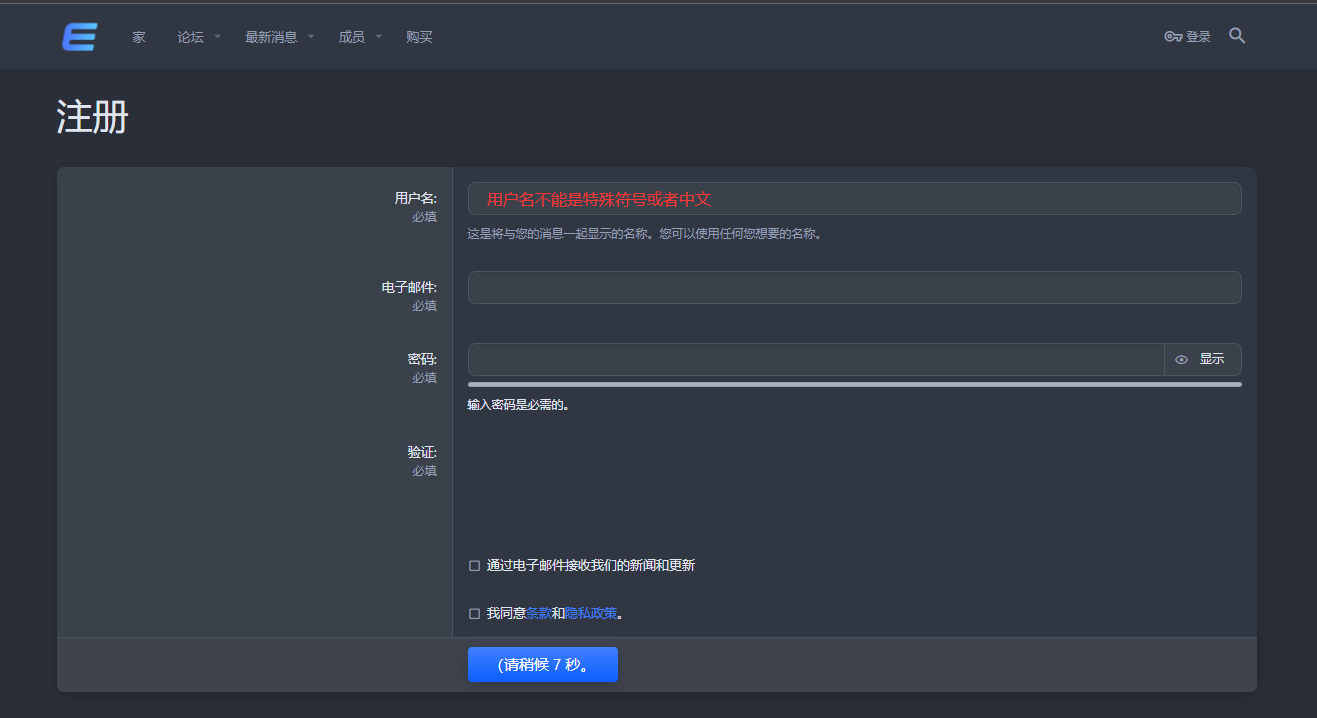 家 论坛 最新消息 成员 购买 登录
注册
用户名: 用户名不能是特殊符号或者中文
必填
这是将与您的消息一起显示的名称。您可以使用任何您想要的名称。
电子邮件:
必填
密码: 显示
必填
输入密码是必需的。
验证:
必填
通过电子邮件接收我们的新闻和更新
我同意条款和隐私政策。
(请稍候 7 秒。